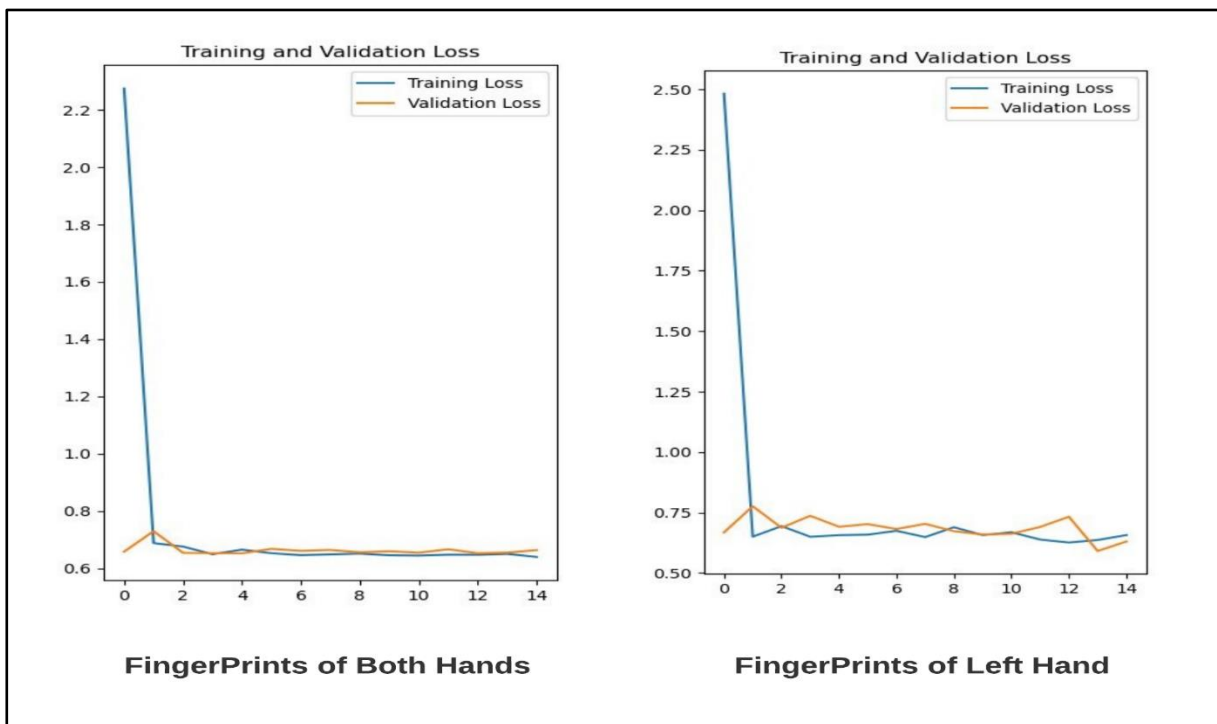 Training and Validation Loss
Training Loss
Validation Loss
2.2
2.0
1.8
1.6
1.4
1.2
1.0
0.8
0.6
0 2 4 6 8 10 12 14
FingerPrints of Both Hands
Training and Validation Loss
Training Loss
Validation Loss
2.50
2.25
2.00
1.75
1.50
1.25
1.00
0.75
0.50
0 2 4 6 8 10 12 14
FingerPrints of Left Hand